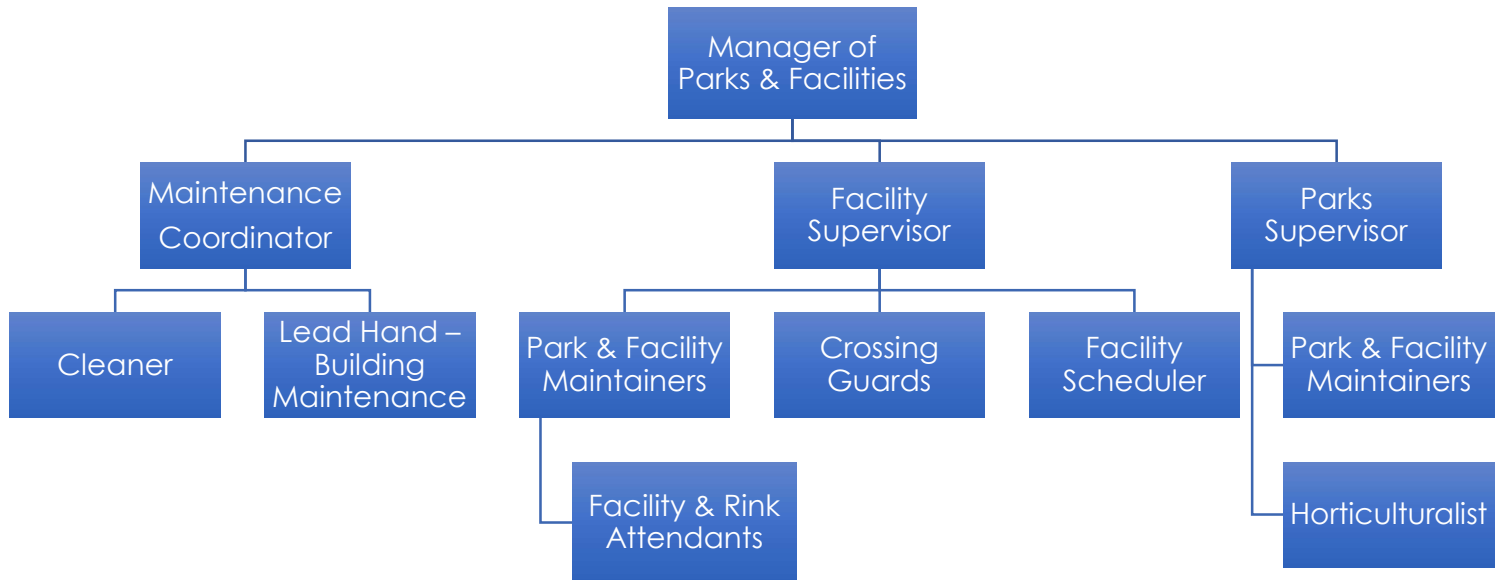 Manager of
Parks & Facilities
Maintenance
Coordinator
Facility
Supervisor
Parks
Supervisor
Cleaner
Lead Hand –
Building
Maintenance
Park & Facility
Maintainers
Crossing
Guards
Facility
Scheduler
Park & Facility
Maintainers
Facility & Rink
Attendants
Horticulturalist